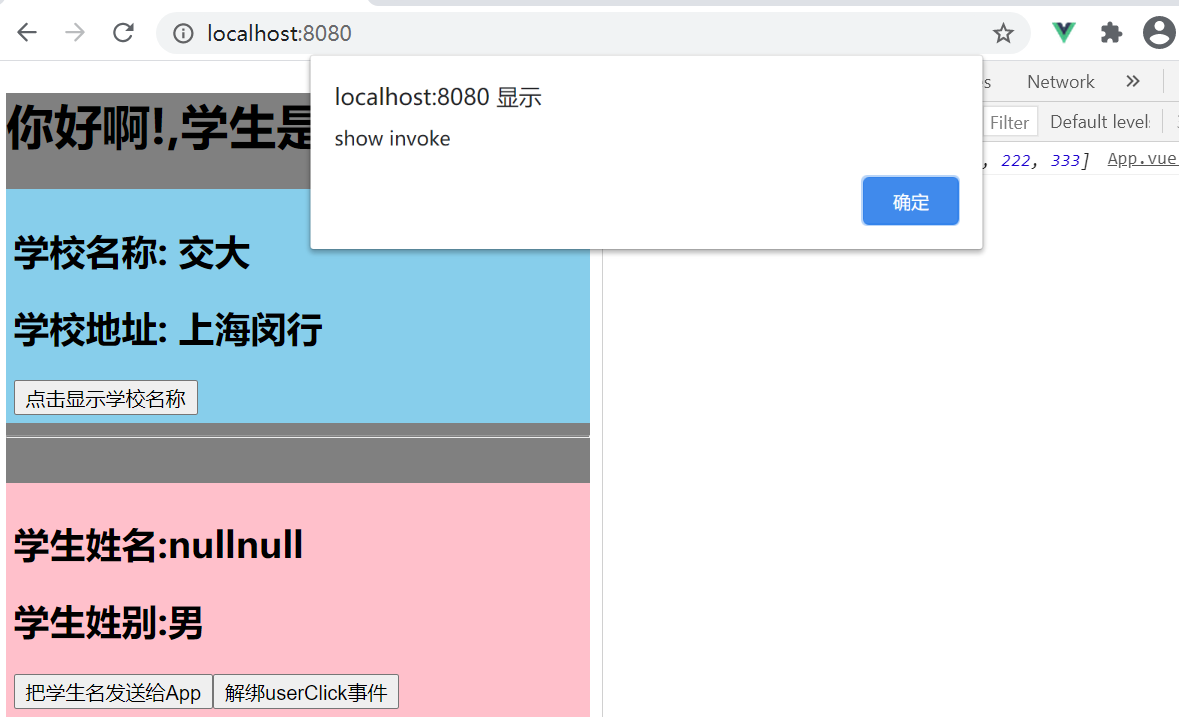 localhost:8080
localhost:8080 显示
show invoke
确定
s Network
Filter Default levels
, 222, 333] App.vue
你好啊!,学生是
学校名称: 交大
学校地址: 上海闵行
点击显示学校名称
学生姓名:nullnull
学生姓别:男
把学生名发送给App 解绑userClick事件